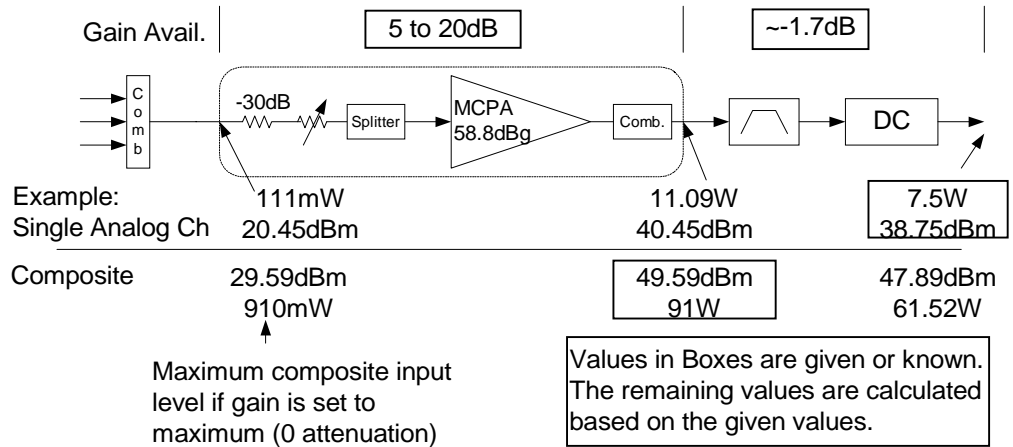 Gain Avail.
5 to 20dB
~-1.7dB
Comb
-30dB
Splitter
MCPA
58.8dBg
Comb.
DC
Example:
111mW
11.09W
7.5W
Single Analog Ch
20.45dBm
40.45dBm
38.75dBm
Composite
29.59dBm
49.59dBm
47.89dBm
910mW
91W
61.52W
Maximum composite input
level if gain is set to
maximum (0 attenuation)
Values in Boxes are given or known.
The remaining values are calculated
based on the given values.